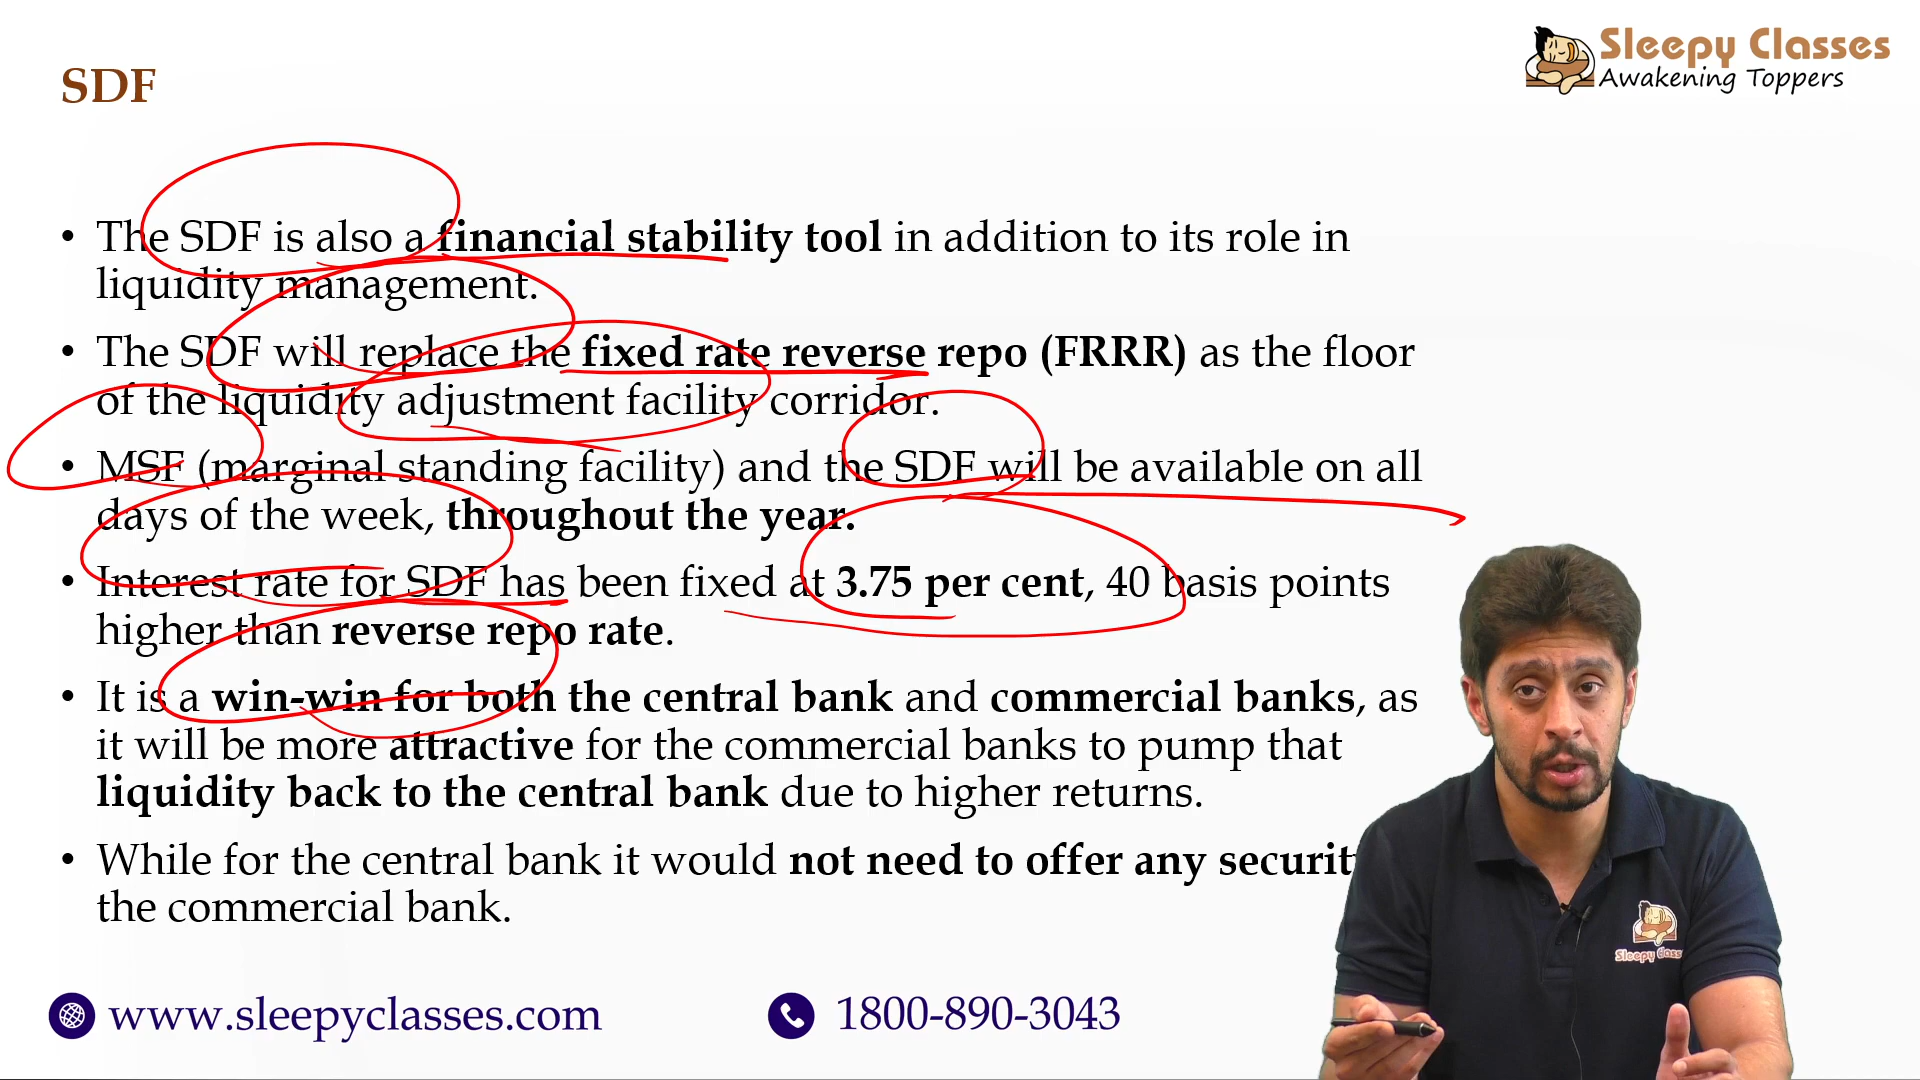 Sleepy Classes
Awakening Toppers
SDF
• The SDF is also a financial stability tool in addition to its role in
liquidity management.
• The SDF will replace the fixed rate reverse repo (FRRR) as the floor
of the liquidity adjustment facility corridor.
• MSF (marginal standing facility) and the SDF will be available on all
days of the week, throughout the year.
• Interest rate for SDF has been fixed at 3.75 per cent, 40 basis points
higher than reverse repo rate.
• It is a win-win for both the central bank and commercial banks, as
it will be more attractive for the commercial banks to pump that
liquidity back to the central bank due to higher returns.
• While for the central bank it would not need to offer any
the commercial bank.
Sleepy
www.sleepyclasses.com
1800-890-3043